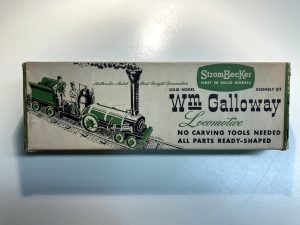 StromBecKer
FIRST IN SOLID MODELS
Authentic Model First Freight Locomotive
SOLID MODEL ASSEMBLY KIT
Wm Galloway
Locomotive
NO CARVING TOOLS NEEDED
ALL PARTS READY-SHAPED